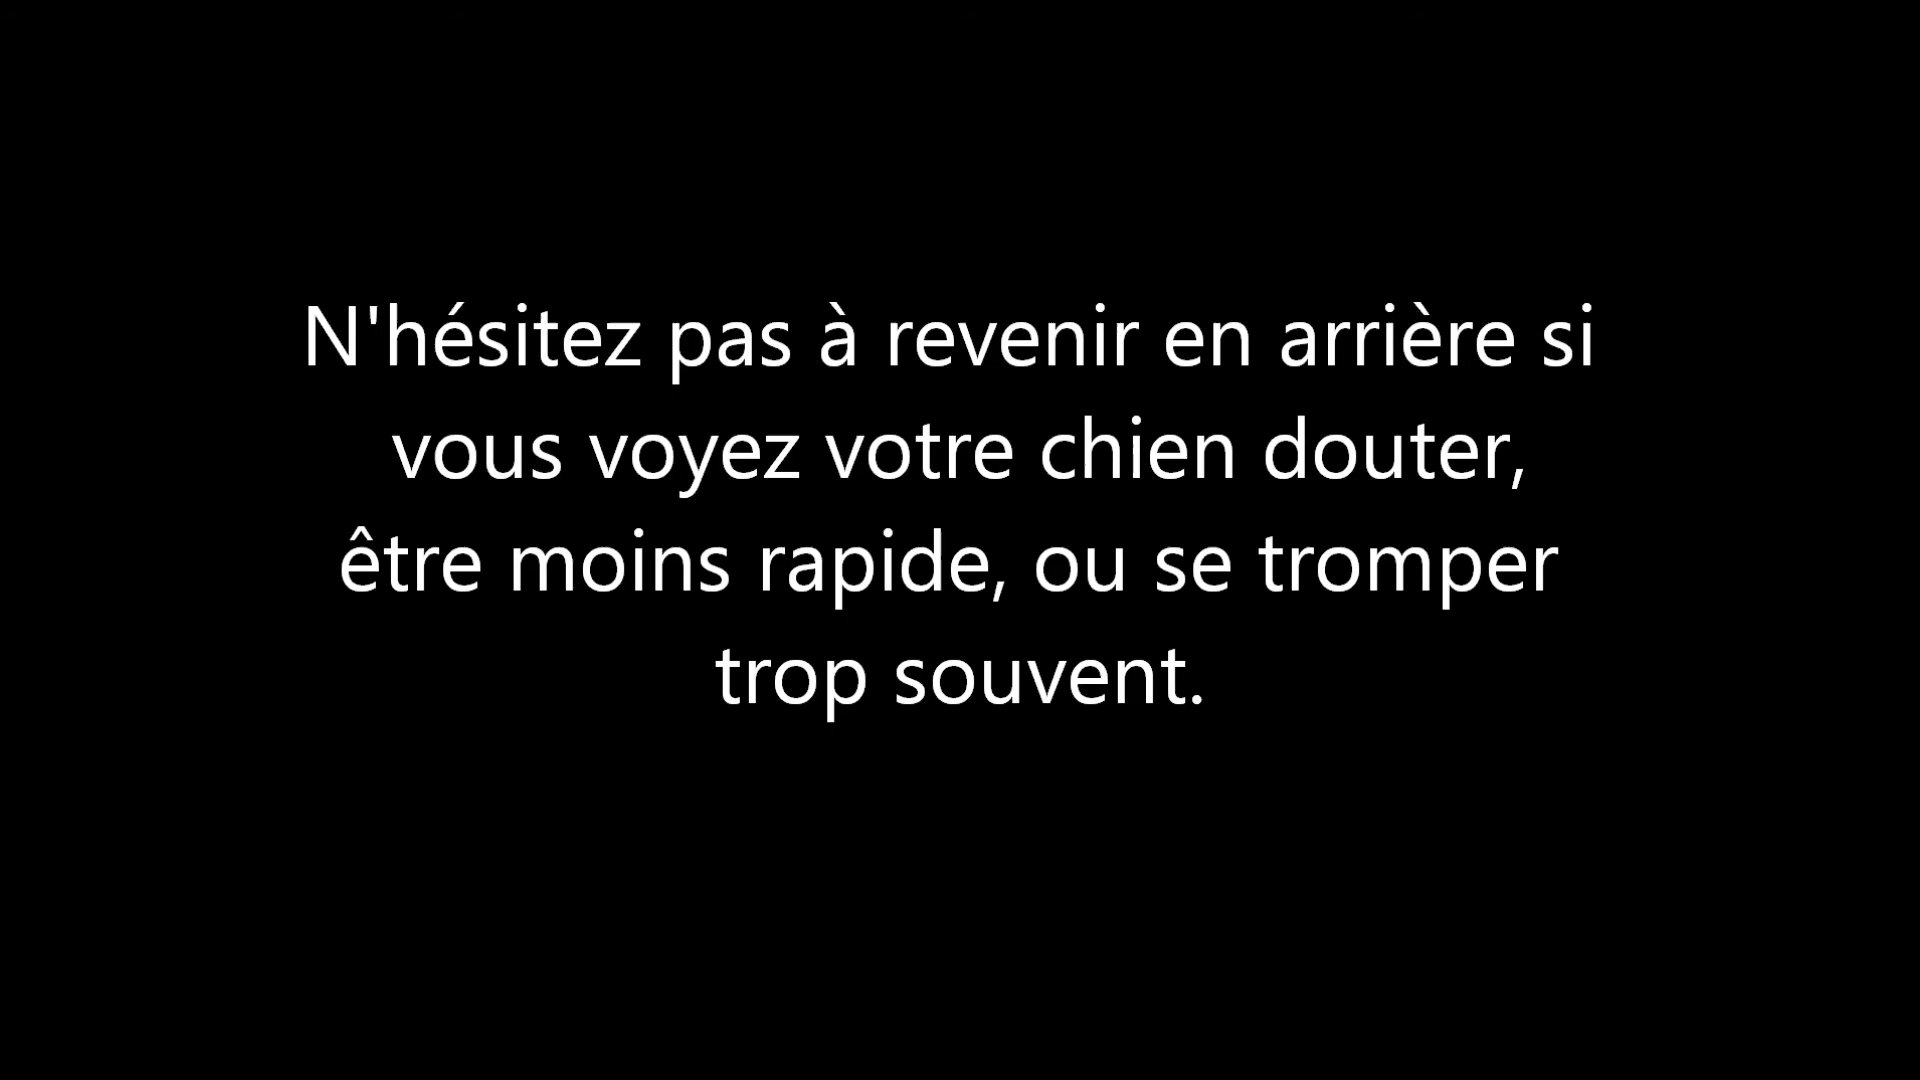 N'hésitez pas à revenir en arrière si
vous voyez votre chien douter,
être moins rapide, ou se tromper
trop souvent.